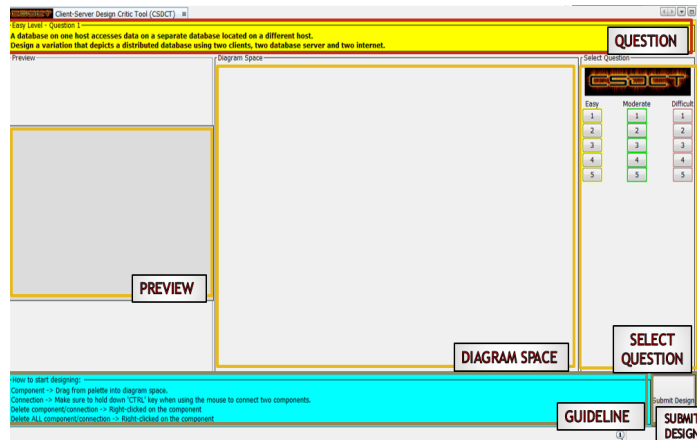 CSDCT Client-Server Design Critic Tool (CSDCT)
Easy Level - Question 1
A database on one host accesses data on a separate database located on a different host.
Design a variation that depicts a distributed database using two clients, two database server and two internet.
QUESTION
Preview
Diagram Space
Select Question
CSDCT
Easy Moderate Difficult
1 1 1
2 2 2
3 3 3
4 4 4
5 5 5
PREVIEW
DIAGRAM SPACE
SELECT
QUESTION
How to start designing:
Component -> Drag from palette into diagram space.
Connection -> Make sure to hold down 'CTRL' key when using the mouse to connect two components.
Delete component/connection -> Right-clicked on the component
Delete ALL component/connection -> Right-clicked on the component
GUIDELINE
Submit Design
SUBMIT
DESIGN